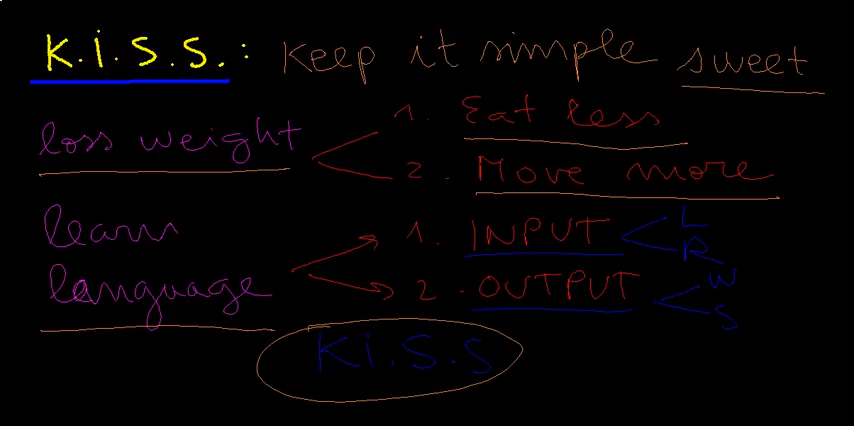 K.I.S.S.: Keep it simple sweet
loss weight
1. Eat less
2. Move more
learn language
1. INPUT
L
R
2. OUTPUT
W
S
K.I.S.S